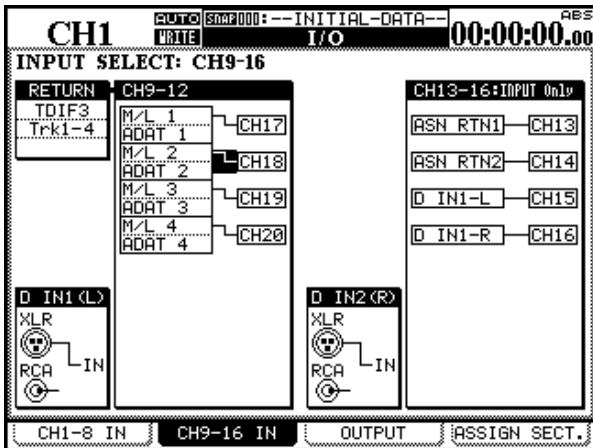 CH1 AUTO WRITE SNAP000:--INITIAL-DATA-- I/O ABS 00:00:00.00
INPUT SELECT: CH9-16
RETURN
TDIF3
Trk1-4
CH9-12
M/L 1
ADAT 1
CH17
M/L 2
ADAT 2
CH18
M/L 3
ADAT 3
CH19
M/L 4
ADAT 4
CH20
CH13-16:INPUT Only
ASN RTN1 CH13
ASN RTN2 CH14
D IN1-L CH15
D IN1-R CH16
D IN1(L)
XLR
IN
RCA
D IN2(R)
XLR
IN
RCA
CH1-8 IN CH9-16 IN OUTPUT ASSIGN SECT.